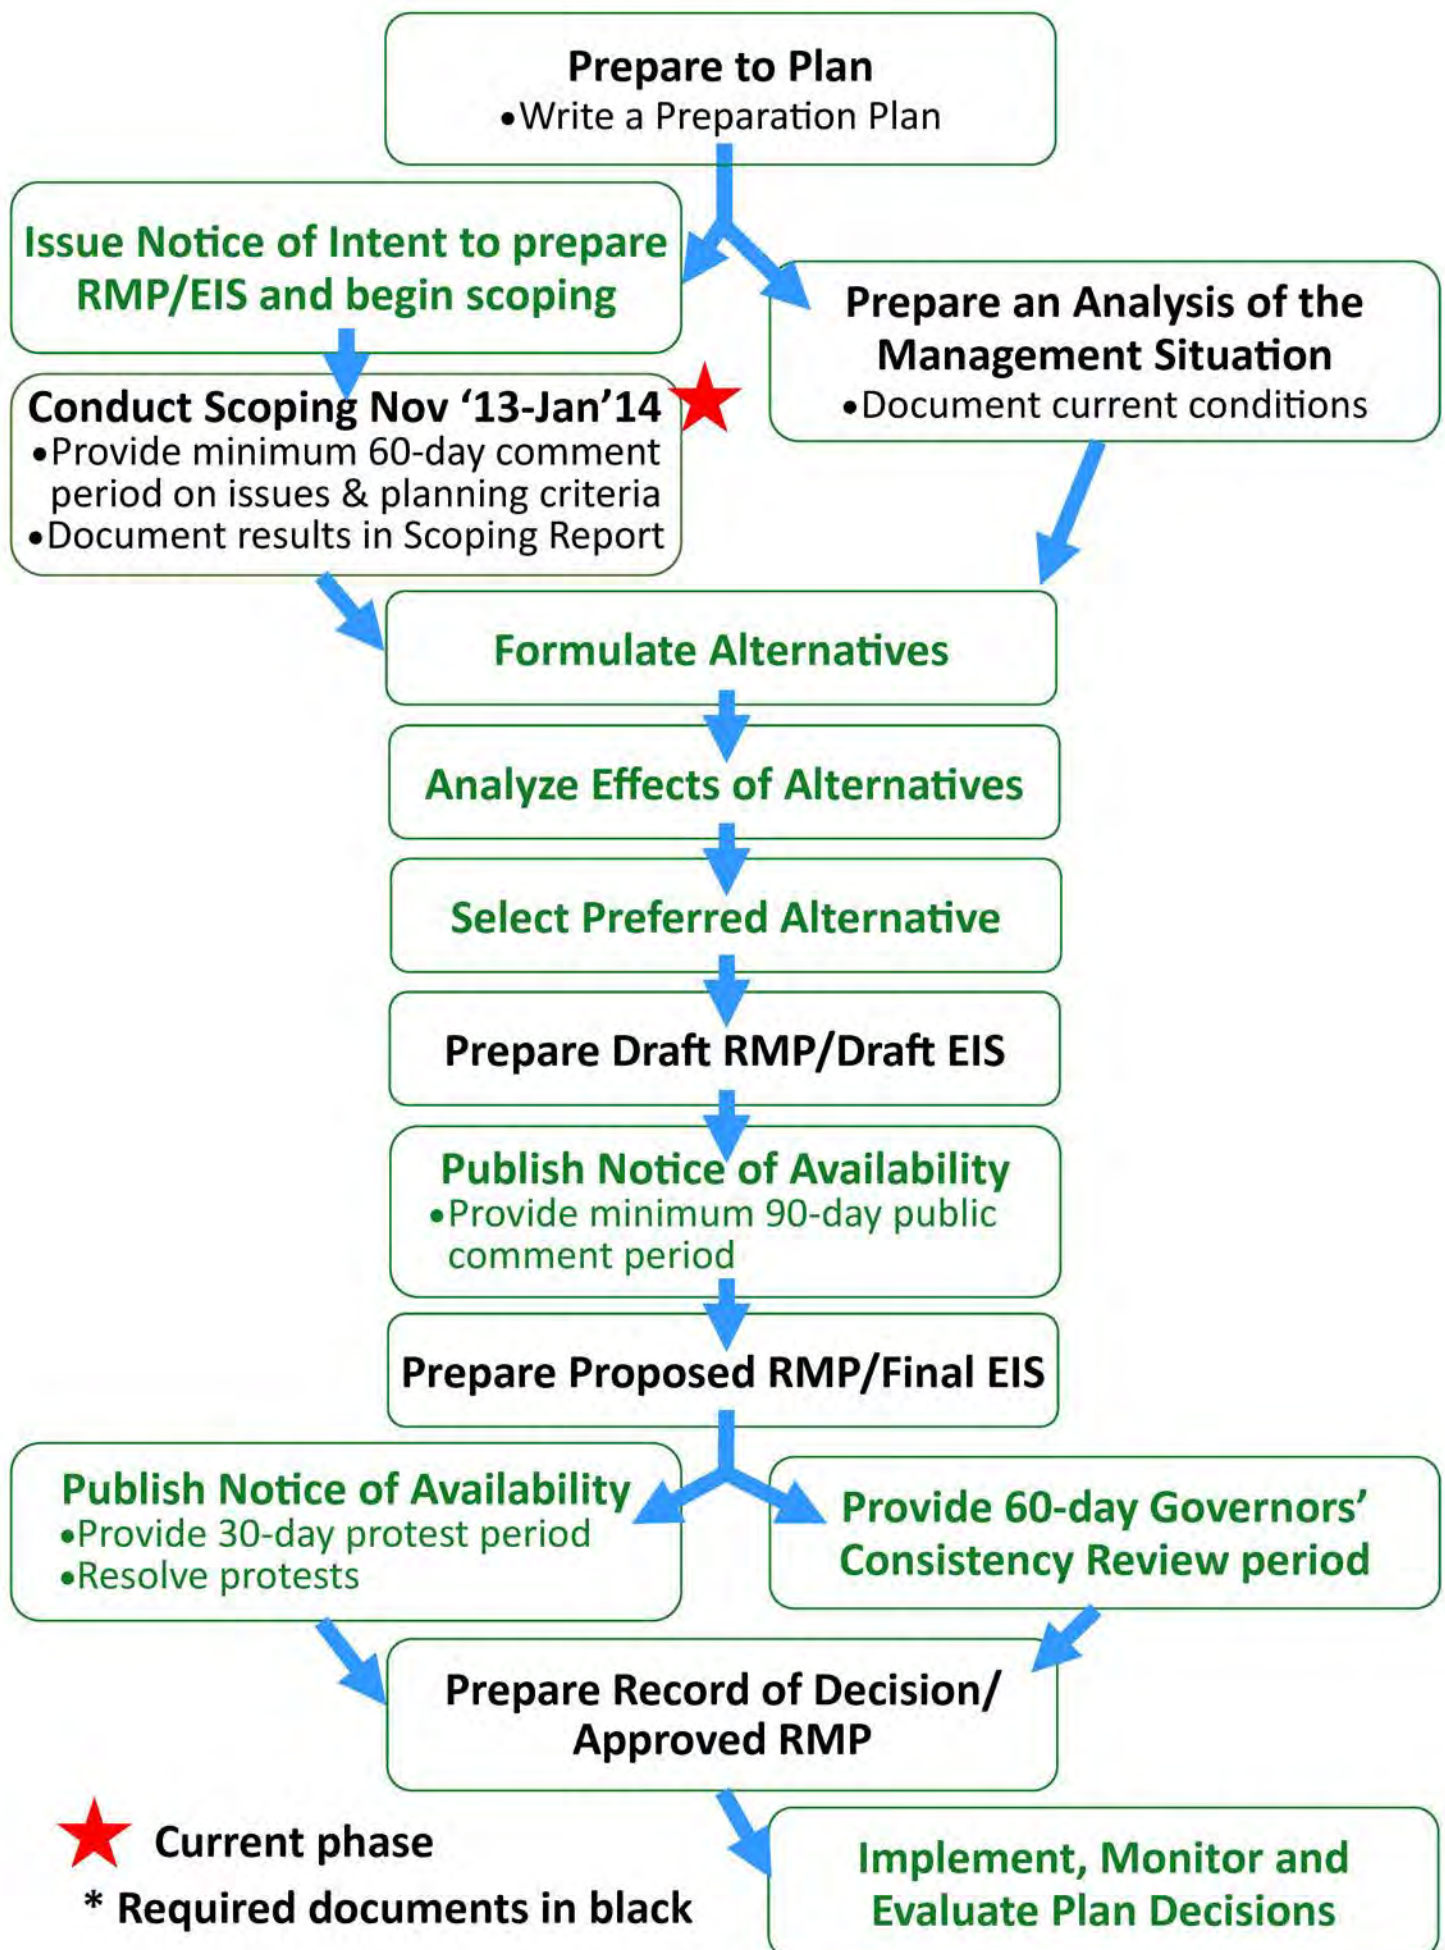 Prepare to Plan
•Write a Preparation Plan
Issue Notice of Intent to prepare
RMP/EIS and begin scoping
Prepare an Analysis of the
Management Situation
•Document current conditions
Conduct Scoping Nov ‘13-Jan’14
•Provide minimum 60-day comment
period on issues & planning criteria
•Document results in Scoping Report
Formulate Alternatives
Analyze Effects of Alternatives
Select Preferred Alternative
Prepare Draft RMP/Draft EIS
Publish Notice of Availability
•Provide minimum 90-day public
comment period
Prepare Proposed RMP/Final EIS
Publish Notice of Availability
•Provide 30-day protest period
•Resolve protests
Provide 60-day Governors’
Consistency Review period
Prepare Record of Decision/
Approved RMP
Implement, Monitor and
Evaluate Plan Decisions
Current phase
* Required documents in black